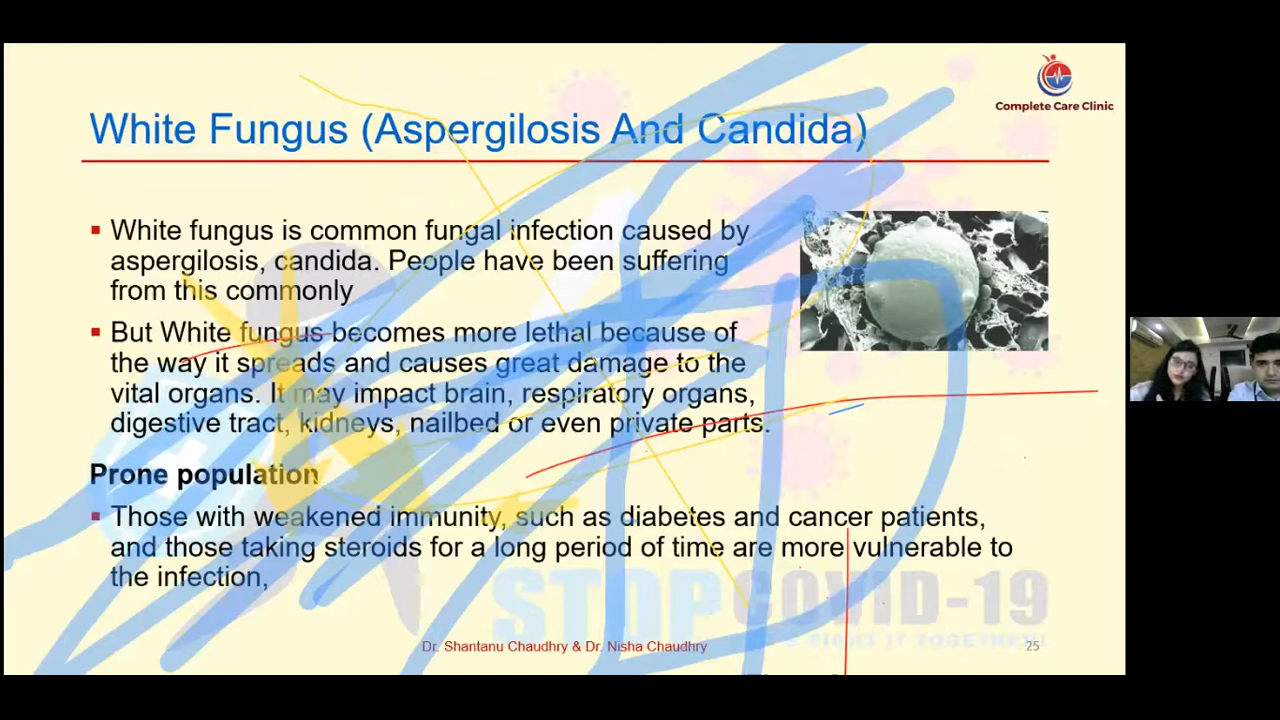 Complete Care Clinic
White Fungus (Aspergilosis And Candida)
White fungus is common fungal infection caused by
aspergilosis, candida. People have been suffering
from this commonly
But White fungus becomes more lethal because of
the way it spreads and causes great damage to the
vital organs. It may impact brain, respiratory organs,
digestive tract, kidneys, nailbed or even private parts.
Prone population
Those with weakened immunity, such as diabetes and cancer patients,
and those taking steroids for a long period of time are more vulnerable to
the infection,
STOP COVID-19
LET'S FIGHT IT TOGETHER!
Dr. Shantanu Chaudhry & Dr. Nisha Chaudhry
25